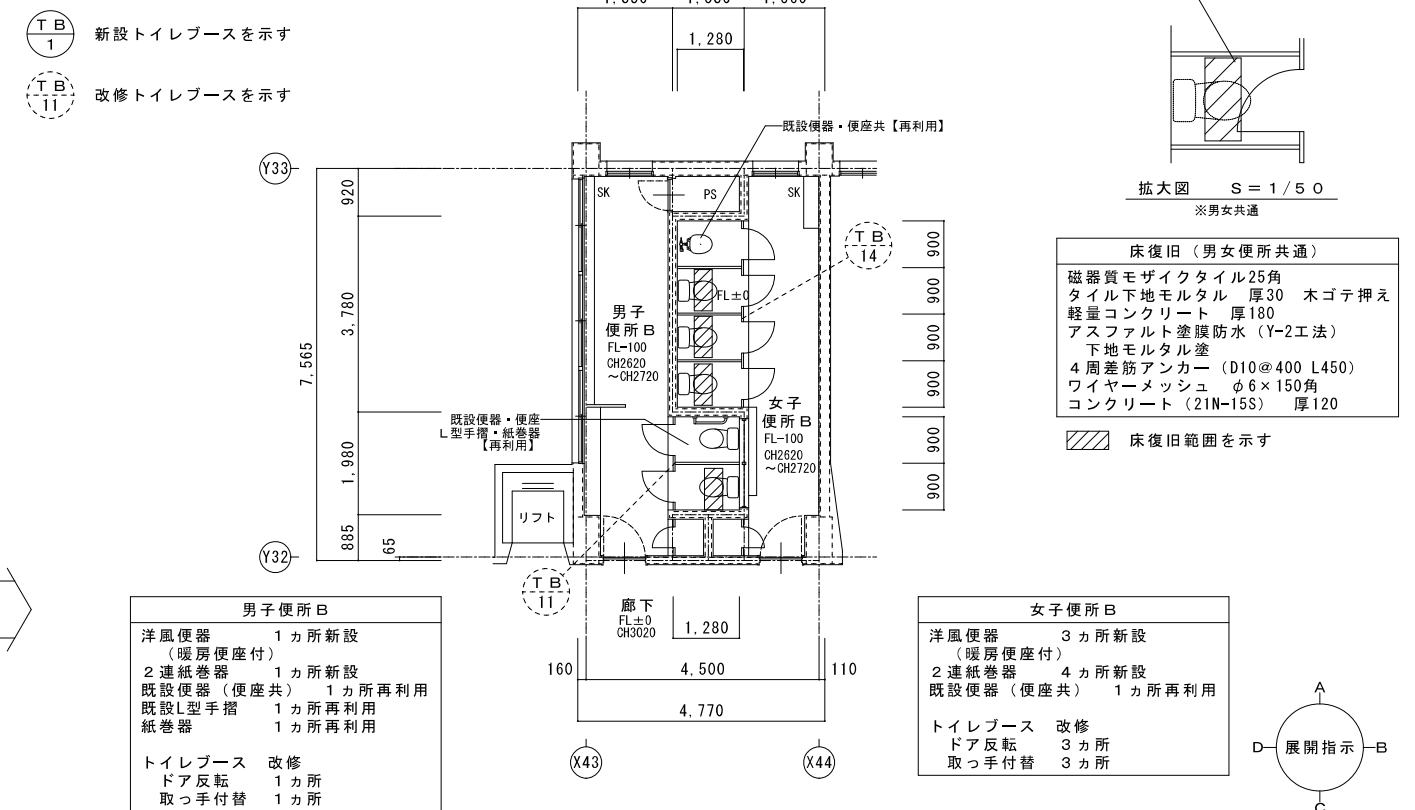 ＴＢ
1
新設トイレブースを示す
ＴＢ
11
改修トイレブースを示す
1,280
既設便器・便座共【再利用】
拡大図　Ｓ＝１/５０
※男女共通
Y33
920
3,780
7,565
1,980
885
65
Y32
SK
PS
SK
ＴＢ
14
FL±0
男子
便所Ｂ
FL-100
CH2620
～CH2720
女子
便所Ｂ
FL-100
CH2620
～CH2720
既設便器・便座
Ｌ型手摺・紙巻器
【再利用】
リフト
900
900
900
900
900
900
ＴＢ
11
廊下
FL±0
CH3020
1,280
160
4,500
110
4,770
X43
X44
床復旧（男女便所共通）
磁器質モザイクタイル25角
タイル下地モルタル　厚30　木ゴテ押え
軽量コンクリート　厚180
アスファルト塗膜防水（Y-2工法）
下地モルタル塗
４周差筋アンカー（D10@400 L450）
ワイヤーメッシュ　φ6×150角
コンクリート（21N-15S）　厚120
床復旧範囲を示す
男子便所Ｂ
洋風便器　１ヵ所新設
（暖房便座付）
２連紙巻器　１ヵ所新設
既設便器（便座共）　１ヵ所再利用
既設L型手摺　１ヵ所再利用
紙巻器　１ヵ所再利用
トイレブース　改修
ドア反転　１ヵ所
取っ手付替　１ヵ所
女子便所Ｂ
洋風便器　３ヵ所新設
（暖房便座付）
２連紙巻器　４ヵ所新設
既設便器（便座共）　１ヵ所再利用
トイレブース　改修
ドア反転　３ヵ所
取っ手付替　３ヵ所
A
D
展開指示
B
C